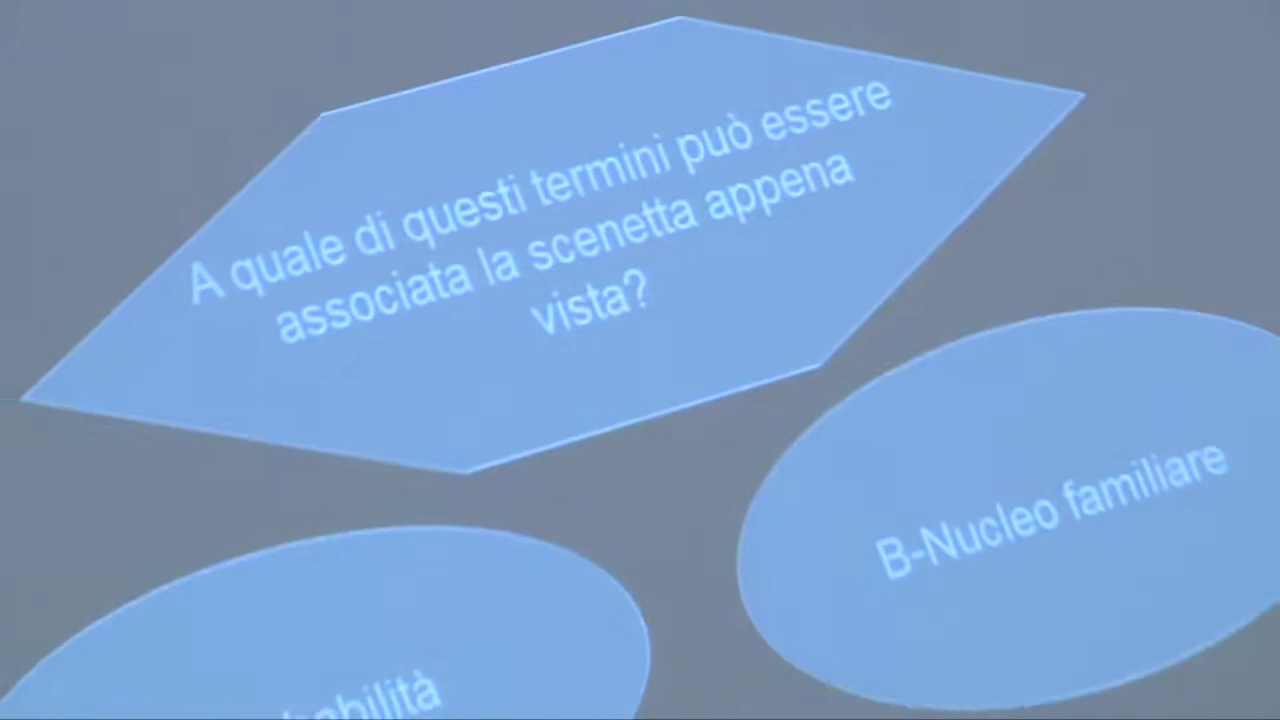 A quale di questi termini può essere
associata la scenetta appena
vista?
B-Nucleo familiare